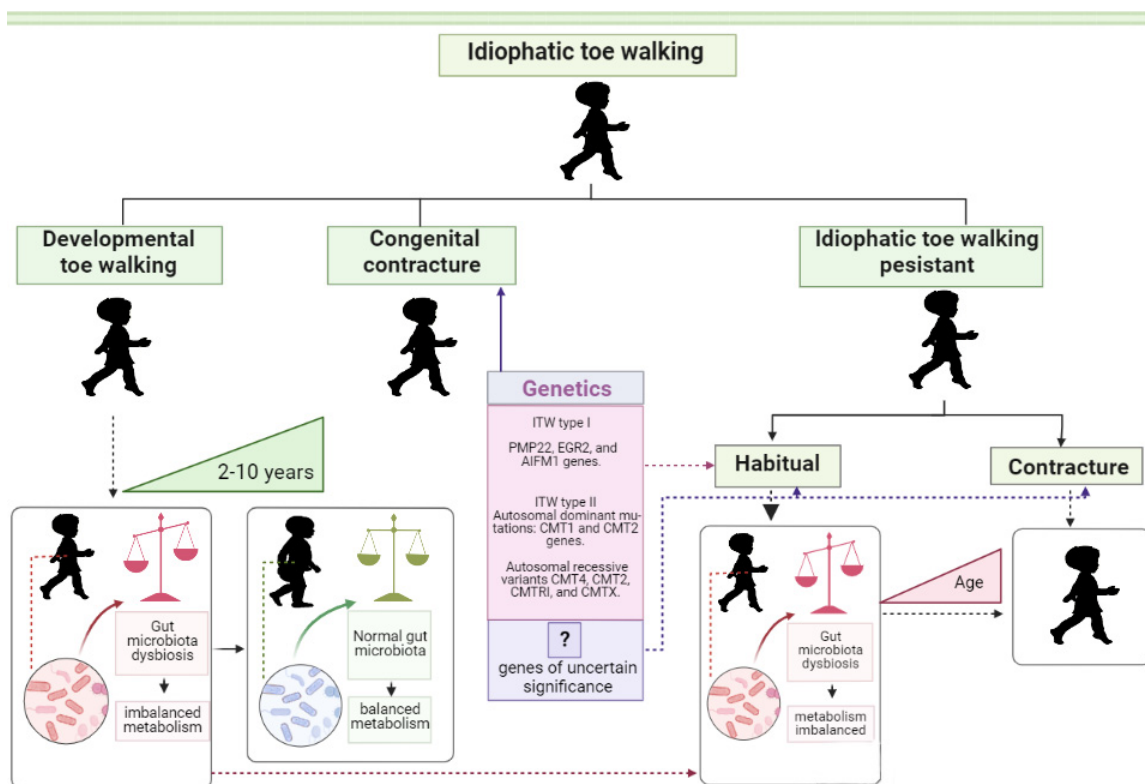 Idiophatic toe walking
Developmental
toe walking
Congenital
contracture
Idiophatic toe walking
pesistant
Genetics
ITW type I
PMP22, EGR2, and
AIFM1 genes.
ITW type II
Autosomal dominant mu-
tations: CMT1 and CMT2
genes.
Autosomal recessive
variants CMT4, CMT2,
CMTRI, and CMTX.
?
genes of uncertain
significance
2-10 years
Habitual
Contracture
Gut
microbiota
dysbiosis
imbalanced
metabolism
Normal gut
microbiota
balanced
metabolism
Gut
microbiota
dysbiosis
metabolism
imbalanced
Age